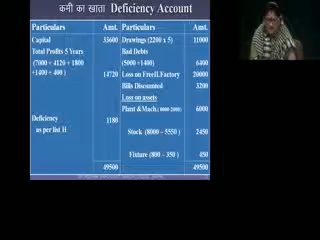 कमी का खाता Deficiency Account
Particulars Amt. Particulars Amt.
Capital 33600 Drawings (2200 x 5) 11000
Total Profits 5 Years Bad Debts
(7000 + 4120 + 1800 (5000 +1400) 6400
+1400 + 400 ) 14720 Loss on Free H.Factory 20000
Bills Discounted 3200
Loss on assets
Plant &Mach.( 8000-2000) 6000
Deficiency 1180
as per list H Stock (8000 – 5550 ) 2450
Fixture (800 – 350 ) 450
49500 49500